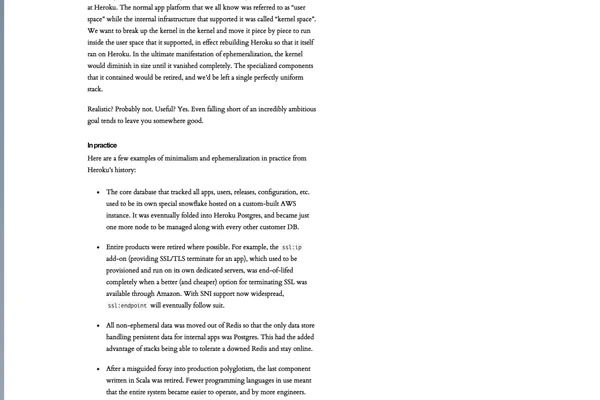 at Heroku. The normal app platform that we all know was referred to as "user
space" while the internal infrastructure that supported it was called "kernel space".
We want to break up the kernel in the kernel and move it piece by piece to run
inside the user space that it supported, in effect rebuilding Heroku so that it itself
ran on Heroku. In the ultimate manifestation of ephemeralization, the kernel
would diminish in size until it vanished completely. The specialized components
that it contained would be retired, and we'd be left a single perfectly uniform
stack.
Realistic? Probably not. Useful? Yes. Even falling short of an incredibly ambitious
goal tends to leave you somewhere good.
In practice
Here are a few examples of minimalism and ephemeralization in practice from
Heroku's history:
• The core database that tracked all apps, users, releases, configuration, etc.
used to be its own special snowflake hosted on a custom-built AWS
instance. It was eventually folded into Heroku Postgres, and became just
one more node to be managed along with every other customer DB.
• Entire products were retired where possible. For example, the ssl:ip
add-on (providing SSL/TLS terminate for an app), which used to be
provisioned and run on its own dedicated servers, was end-of-lifed
completely when a better (and cheaper) option for terminating SSL was
available through Amazon. With SNI support now widespread,
ssl:endpoint will eventually follow suit.
• All non-ephemeral data was moved out of Redis so that the only data store
handling persistent data for internal apps was Postgres. This had the added
advantage of stacks being able to tolerate a downed Redis and stay online.
• After a misguided foray into production polyglotism, the last component
written in Scala was retired. Fewer programming languages in use meant
that the entire system became easier to operate, and by more engineers.